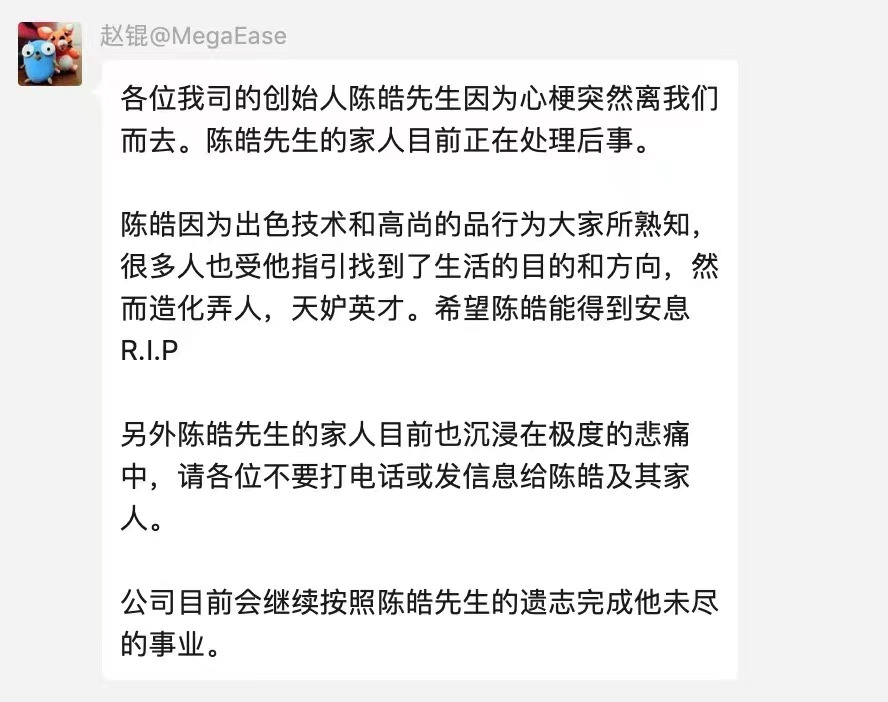 赵锟@MegaEase
各位我司的创始人陈皓先生因为心梗突然离我们
而去。陈皓先生的家人目前正在处理后事。
陈皓因为出色技术和高尚的品行为大家所熟知，
很多人也受他指引找到了生活的目的和方向，然
而造化弄人，天妒英才。希望陈皓能得到安息
R.I.P
另外陈皓先生的家人目前也沉浸在极度的悲痛
中，请各位不要打电话或发信息给陈皓及其家
人。
公司目前会继续按照陈皓先生的遗志完成他未尽
的事业。